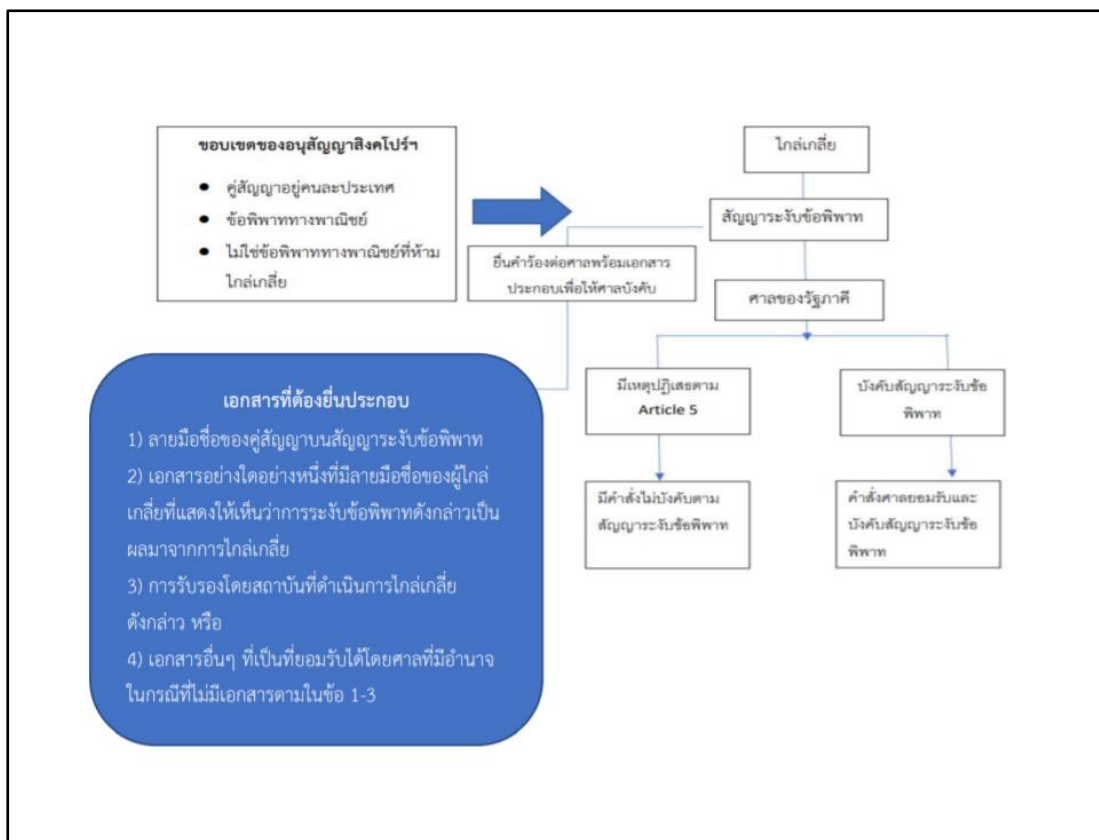 ขอบเขตของอนุสัญญาสิงคโปร์ฯ
● คู่สัญญาอยู่คนละประเทศ
● ข้อพิพาททางพาณิชย์
● ไม่ใช่ข้อพิพาททางพาณิชย์ที่ห้าม
ไกล่เกลี่ย
ไกล่เกลี่ย
สัญญาระงับข้อพิพาท
ยื่นคำร้องต่อศาลพร้อมเอกสาร
ประกอบเพื่อให้ศาลบังคับ
ศาลของรัฐภาคี
มีเหตุปฏิเสธตาม
Article 5
บังคับสัญญาระงับข้อ
พิพาท
มีคำสั่งไม่บังคับตาม
สัญญาระงับข้อพิพาท
คำสั่งศาลยอมรับและ
บังคับสัญญาระงับข้อ
พิพาท
เอกสารที่ต้องยื่นประกอบ
1) ลายมือชื่อของคู่สัญญาบนสัญญาระงับข้อพิพาท
2) เอกสารอย่างใดอย่างหนึ่งที่มีลายมือชื่อของผู้ไกล่
เกลี่ยที่แสดงให้เห็นว่าการระงับข้อพิพาทดังกล่าวเป็น
ผลมาจากการไกล่เกลี่ย
3) การรับรองโดยสถาบันที่ดำเนินการไกล่เกลี่ย
ดังกล่าว หรือ
4) เอกสารอื่นๆ ที่เป็นที่ยอมรับได้โดยศาลที่มีอำนาจ
ในกรณีที่ไม่มีเอกสารตามในข้อ 1-3